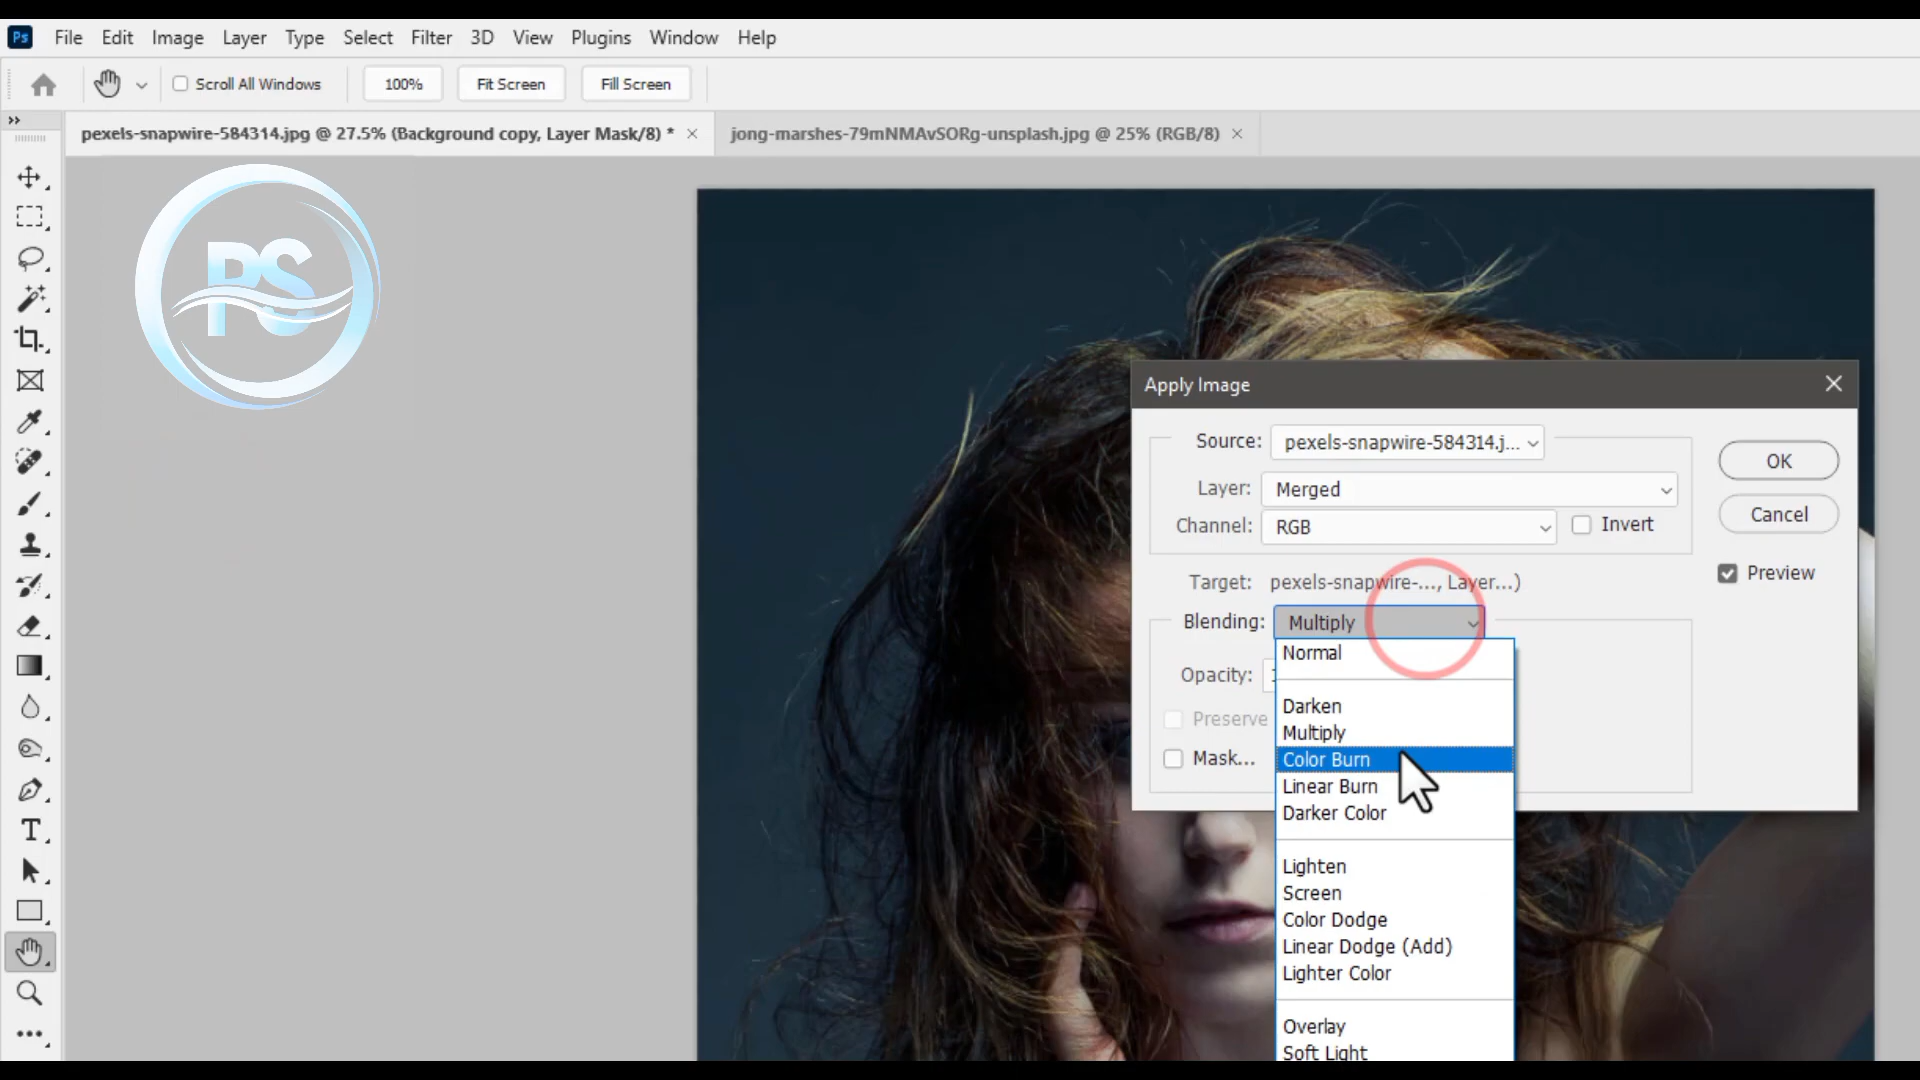 Ps File Edit Image Layer Type Select Filter 3D View Plugins Window Help
Scroll All Windows 100% Fit Screen Fill Screen
pexels-snapwire-584314.jpg @ 27.5% (Background copy, Layer Mask/8) * × jong-marshes-79mNMAvSORg-unsplash.jpg @ 25% (RGB/8) ×
PS
Apply Image
Source: pexels-snapwire-584314.j...
OK
Layer: Merged
Cancel
Channel: RGB Invert
Target: pexels-snapwire-..., Layer...)
Preview
Blending: Multiply
Normal
Opacity:
Darken
Preserve
Multiply
Mask...
Color Burn
Linear Burn
Darker Color
Lighten
Screen
Color Dodge
Linear Dodge (Add)
Lighter Color
Overlay
Soft Light